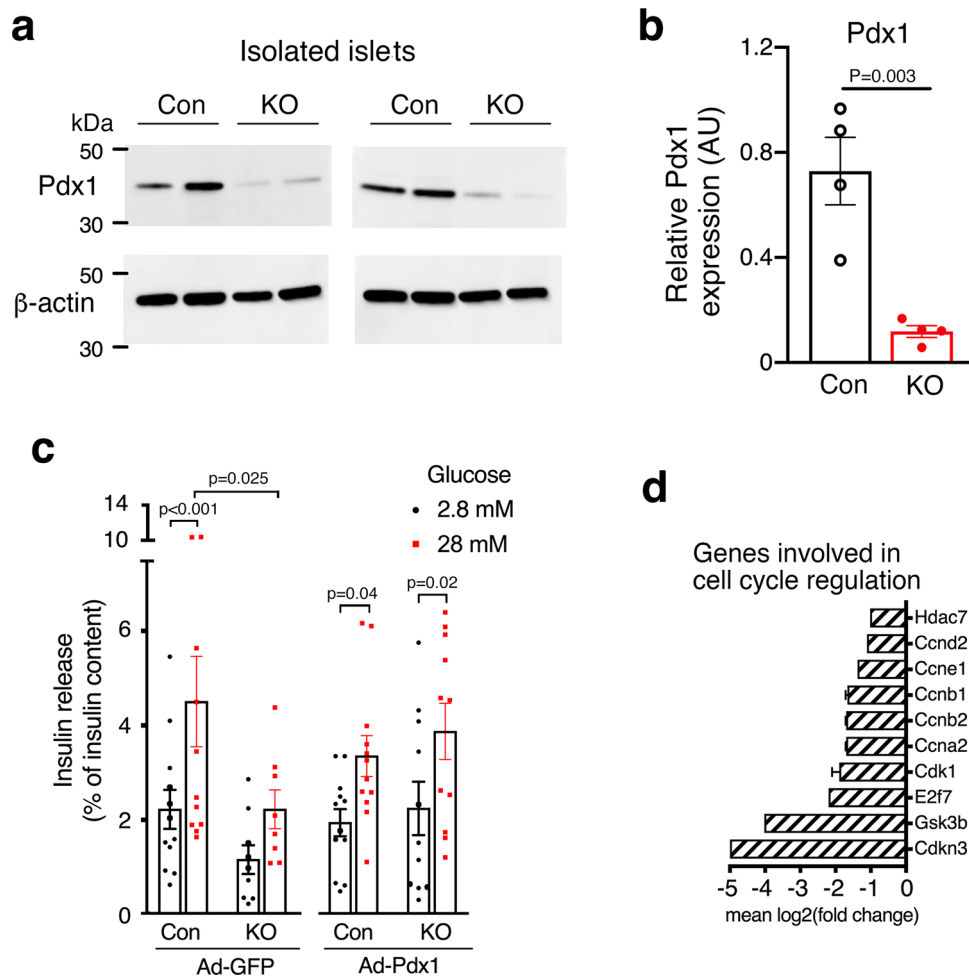 a
Isolated islets
Con KO Con KO
kDa
50
Pdx1
30
50
β-actin
30
b
Pdx1
P=0.003
1.2
0.8
0.4
0
Relative Pdx1
expression (AU)
Con KO
c
Glucose
2.8 mM
28 mM
p=0.025
p<0.001
p=0.04
p=0.02
14
10
6
4
2
0
Insulin release
(% of insulin content)
Con KO Con KO
Ad-GFP Ad-Pdx1
d
Genes involved in
cell cycle regulation
Hdac7
Ccnd2
Ccne1
Ccnb1
Ccnb2
Ccna2
Cdk1
E2f7
Gsk3b
Cdkn3
-5 -4 -3 -2 -1 0
mean log2(fold change)